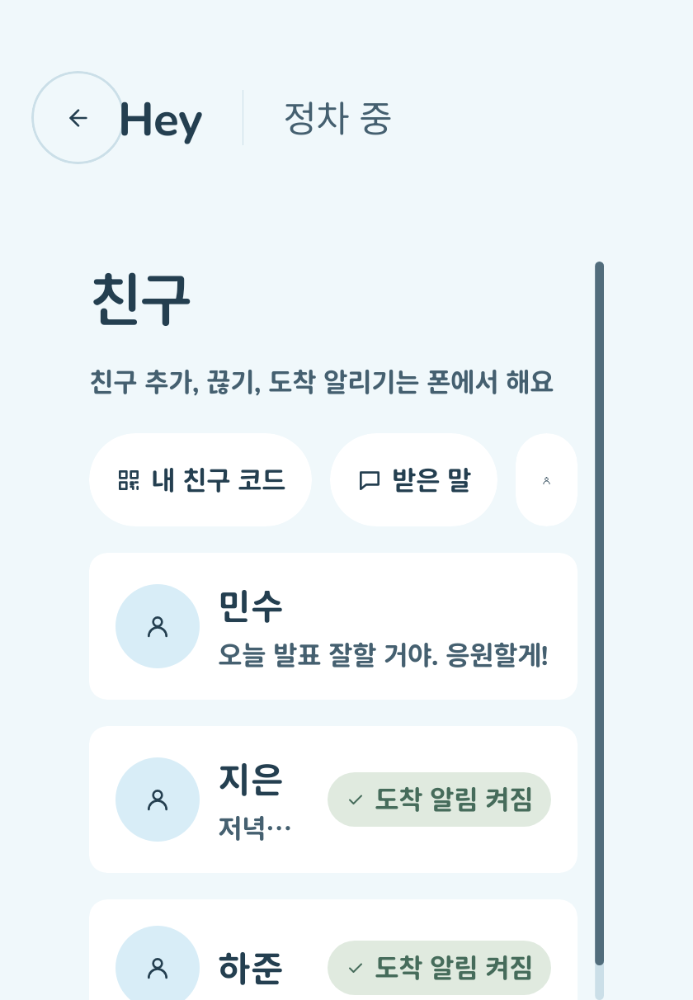 Hey
정차 중
친구
친구 추가, 끊기, 도착 알리기는 폰에서 해요
내 친구 코드
받은 말
민수
오늘 발표 잘할 거야. 응원할게!
지은
저녁…
도착 알림 켜짐
하준
도착 알림 켜짐